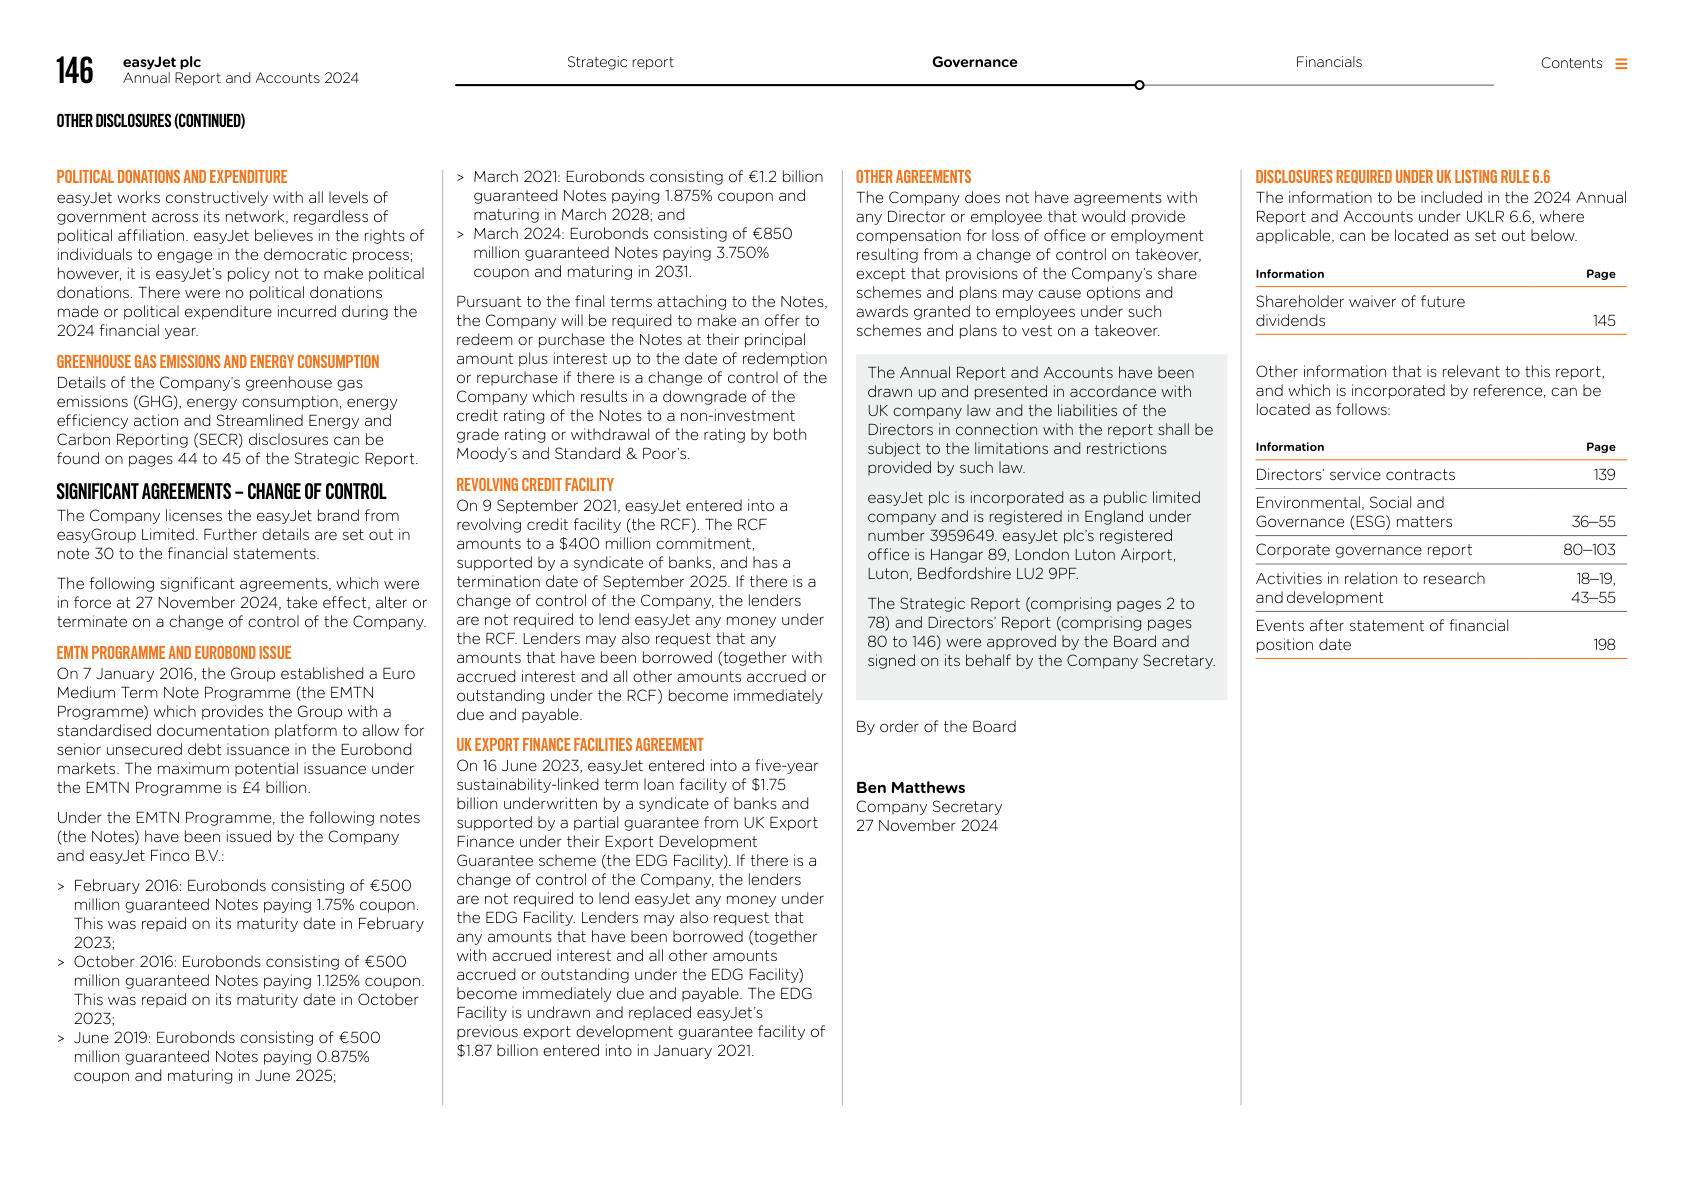 146
easyJet plc
Annual Report and Accounts 2024
Strategic report
Governance
Financials
Contents
OTHER DISCLOSURES (CONTINUED)
POLITICAL DONATIONS AND EXPENDITURE
easyJet works constructively with all levels of
government across its network, regardless of
political affiliation. easyJet believes in the rights of
individuals to engage in the democratic process;
however, it is easyJet’s policy not to make political
donations. There were no political donations
made or political expenditure incurred during the
2024 financial year.
GREENHOUSE GAS EMISSIONS AND ENERGY CONSUMPTION
Details of the Company’s greenhouse gas
emissions (GHG), energy consumption, energy
efficiency action and Streamlined Energy and
Carbon Reporting (SECR) disclosures can be
found on pages 44 to 45 of the Strategic Report.
SIGNIFICANT AGREEMENTS – CHANGE OF CONTROL
The Company licenses the easyJet brand from
easyGroup Limited. Further details are set out in
note 30 to the financial statements.
The following significant agreements, which were
in force at 27 November 2024, take effect, alter or
terminate on a change of control of the Company.
EMTN PROGRAMME AND EUROBOND ISSUE
On 7 January 2016, the Group established a Euro
Medium Term Note Programme (the EMTN
Programme) which provides the Group with a
standardised documentation platform to allow for
senior unsecured debt issuance in the Eurobond
markets. The maximum potential issuance under
the EMTN Programme is £4 billion.
Under the EMTN Programme, the following notes
(the Notes) have been issued by the Company
and easyJet Finco B.V.:
> February 2016: Eurobonds consisting of €500
million guaranteed Notes paying 1.75% coupon.
This was repaid on its maturity date in February
2023;
> October 2016: Eurobonds consisting of €500
million guaranteed Notes paying 1.125% coupon.
This was repaid on its maturity date in October
2023;
> June 2019: Eurobonds consisting of €500
million guaranteed Notes paying 0.875%
coupon and maturing in June 2025;
> March 2021: Eurobonds consisting of €1.2 billion
guaranteed Notes paying 1.875% coupon and
maturing in March 2028; and
> March 2024: Eurobonds consisting of €850
million guaranteed Notes paying 3.750%
coupon and maturing in 2031.
Pursuant to the final terms attaching to the Notes,
the Company will be required to make an offer to
redeem or purchase the Notes at their principal
amount plus interest up to the date of redemption
or repurchase if there is a change of control of the
Company which results in a downgrade of the
credit rating of the Notes to a non-investment
grade rating or withdrawal of the rating by both
Moody’s and Standard & Poor’s.
REVOLVING CREDIT FACILITY
On 9 September 2021, easyJet entered into a
revolving credit facility (the RCF). The RCF
amounts to a $400 million commitment,
supported by a syndicate of banks, and has a
termination date of September 2025. If there is a
change of control of the Company, the lenders
are not required to lend easyJet any money under
the RCF. Lenders may also request that any
amounts that have been borrowed (together with
accrued interest and all other amounts accrued or
outstanding under the RCF) become immediately
due and payable.
UK EXPORT FINANCE FACILITIES AGREEMENT
On 16 June 2023, easyJet entered into a five-year
sustainability-linked term loan facility of $1.75
billion underwritten by a syndicate of banks and
supported by a partial guarantee from UK Export
Finance under their Export Development
Guarantee scheme (the EDG Facility). If there is a
change of control of the Company, the lenders
are not required to lend easyJet any money under
the EDG Facility. Lenders may also request that
any amounts that have been borrowed (together
with accrued interest and all other amounts
accrued or outstanding under the EDG Facility)
become immediately due and payable. The EDG
Facility is undrawn and replaced easyJet’s
previous export development guarantee facility of
$1.87 billion entered into in January 2021.
OTHER AGREEMENTS
The Company does not have agreements with
any Director or employee that would provide
compensation for loss of office or employment
resulting from a change of control on takeover,
except that provisions of the Company’s share
schemes and plans may cause options and
awards granted to employees under such
schemes and plans to vest on a takeover.
The Annual Report and Accounts have been
drawn up and presented in accordance with
UK company law and the liabilities of the
Directors in connection with the report shall be
subject to the limitations and restrictions
provided by such law.
easyJet plc is incorporated as a public limited
company and is registered in England under
number 3959649. easyJet plc’s registered
office is Hangar 89, London Luton Airport,
Luton, Bedfordshire LU2 9PF.
The Strategic Report (comprising pages 2 to
78) and Directors’ Report (comprising pages
80 to 146) were approved by the Board and
signed on its behalf by the Company Secretary.
By order of the Board
Ben Matthews
Company Secretary
27 November 2024
DISCLOSURES REQUIRED UNDER UK LISTING RULE 6.6
The information to be included in the 2024 Annual
Report and Accounts under UKLR 6.6, where
applicable, can be located as set out below.
Information Page
Shareholder waiver of future
dividends 145
Other information that is relevant to this report,
and which is incorporated by reference, can be
located as follows:
Information Page
Directors’ service contracts 139
Environmental, Social and
Governance (ESG) matters 36–55
Corporate governance report 80–103
Activities in relation to research 18–19,
and development 43–55
Events after statement of financial
position date 198